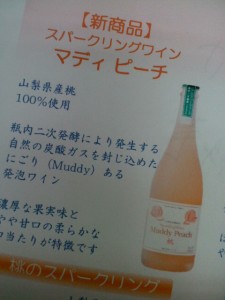 【新商品】
スパークリングワイン
マディ ピーチ
山梨県産桃
100%使用
瓶内二次発酵により発生する
自然の炭酸ガスを封じ込めた
にごり (Muddy) ある
発泡ワイン
濃厚な果実味と
やや甘口の柔らかな
口当たりが特徴です
Muddy Peach
桃
桃のスパークリング